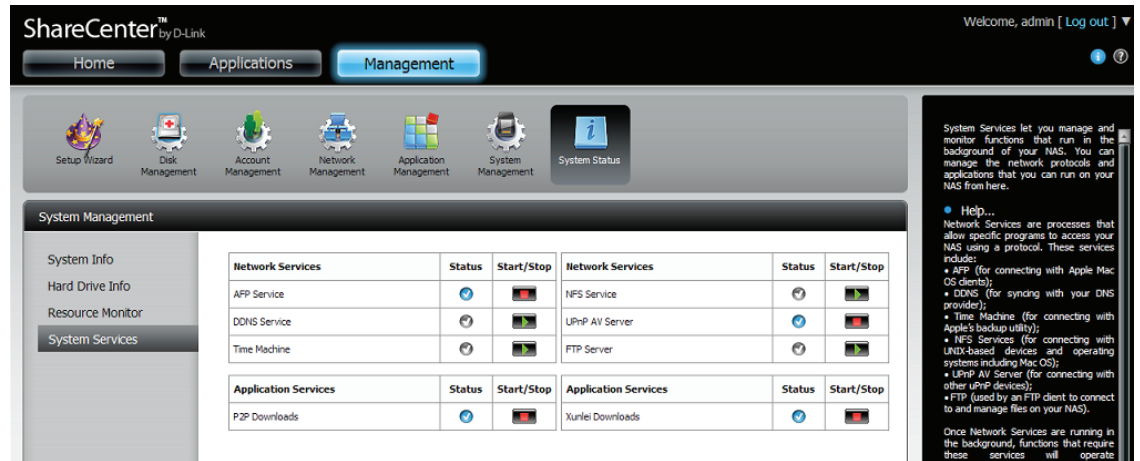 ShareCenter™ by D-Link
Welcome, admin [ Log out ] ▼
Home Applications Management
Setup Wizard
Disk Management
Account Management
Network Management
Application Management
System Management
System Status
System Management
System Info
Hard Drive Info
Resource Monitor
System Services
Network Services Status Start/Stop Network Services Status Start/Stop
AFP Service NFS Service
DDNS Service UPnP AV Server
Time Machine FTP Server
Application Services Status Start/Stop Application Services Status Start/Stop
P2P Downloads Xunlei Downloads
System Services let you manage and
monitor functions that run in the
background of your NAS. You can
manage the network protocols and
applications that you can run on your
NAS from here.
Help...
Network Services are processes that
allow specific programs to access your
NAS using a protocol. These services
include:
• AFP (for connecting with Apple Mac
OS clients);
• DDNS (for syncing with your DNS
provider);
• Time Machine (for connecting with
Apple's backup utility);
• NFS Services (for connecting with
UNIX-based devices and operating
systems including Mac OS);
• UPnP AV Server (for connecting with
other uPnP devices);
• FTP (used by an FTP client to connect
to and manage files on your NAS).
Once Network Services are running in
the background, functions that require
these services will operate